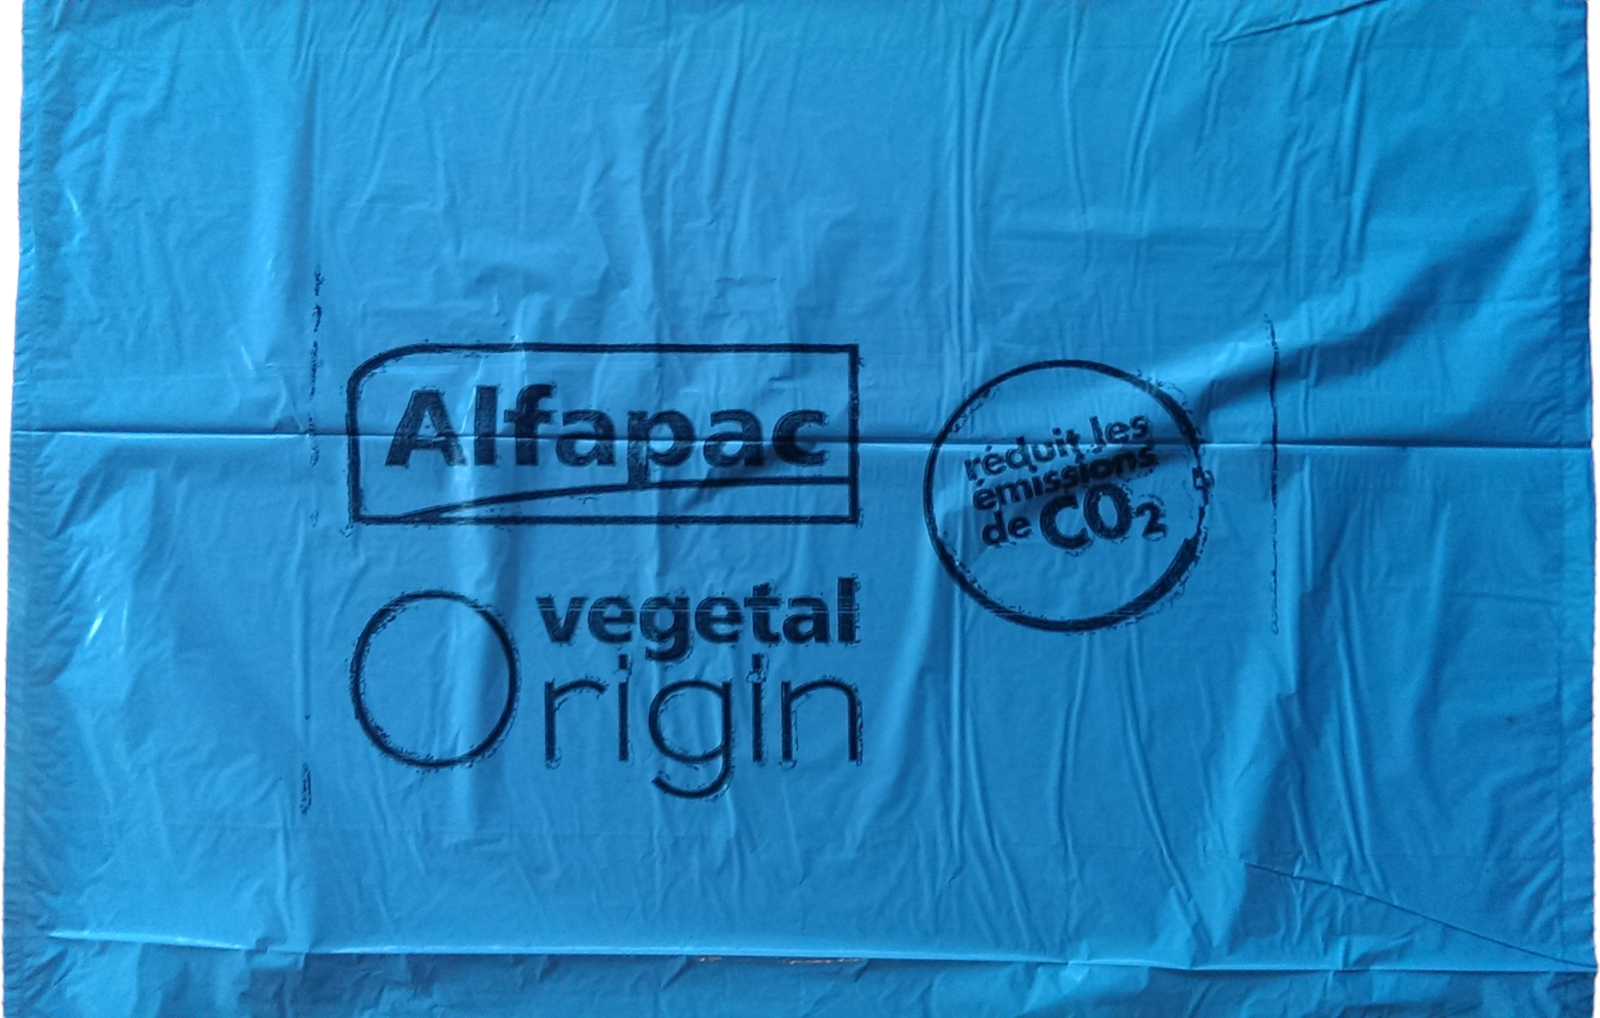 Alfapac
vegetal
Origin
réduit les
émissions
de CO₂